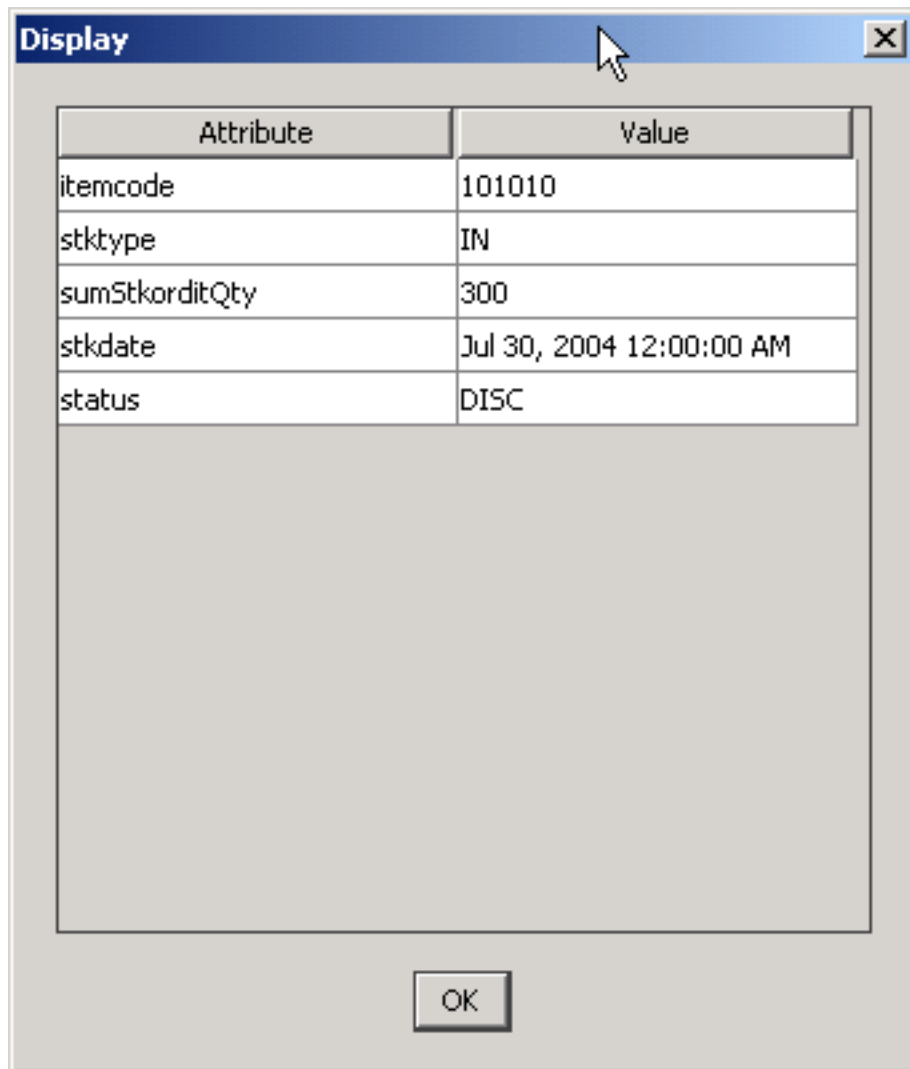 Display
Attribute Value
itemcode 101010
stktype IN
sumStkorditQty 300
stkdate Jul 30, 2004 12:00:00 AM
status DISC
OK